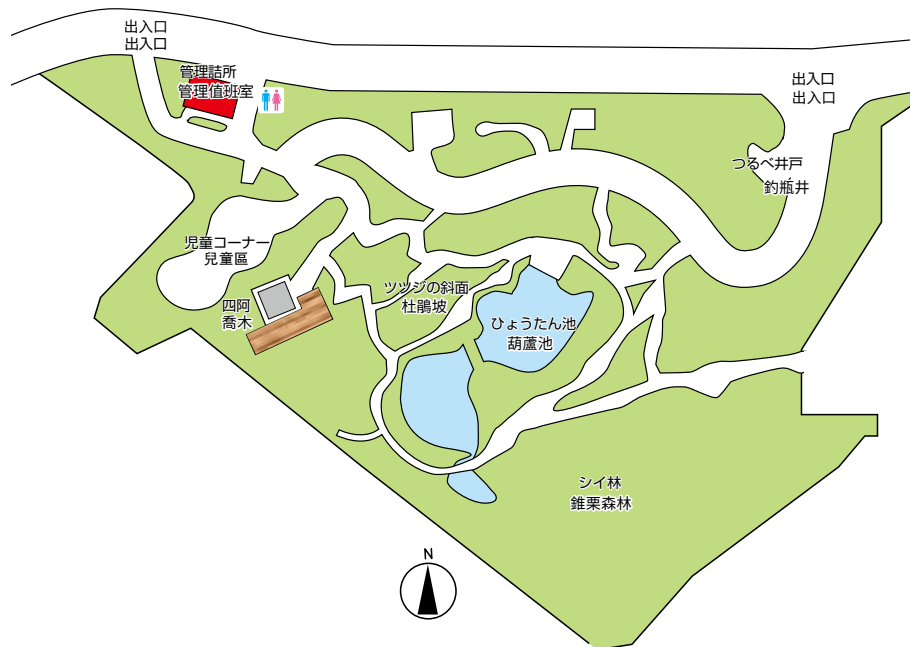 出入口
出入口
管理詰所
管理值班室
出入口
出入口
つるべ井戸
釣瓶井
児童コーナー
兒童區
四阿
喬木
ツツジの斜面
杜鵑坡
ひょうたん池
葫蘆池
シイ林
錐栗森林
N